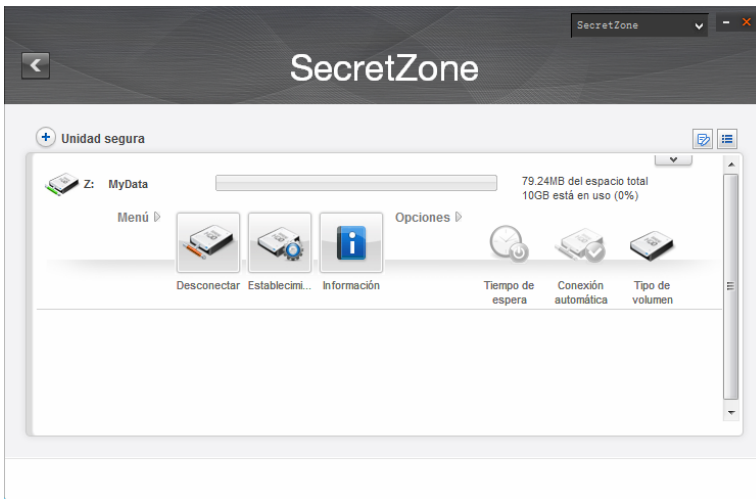 SecretZone
SecretZone
Unidad segura
Z: MyData
79.24MB del espacio total
10GB está en uso (0%)
Menú
Opciones
Desconectar
Establecimi...
Información
Tiempo de
espera
Conexión
automática
Tipo de
volumen